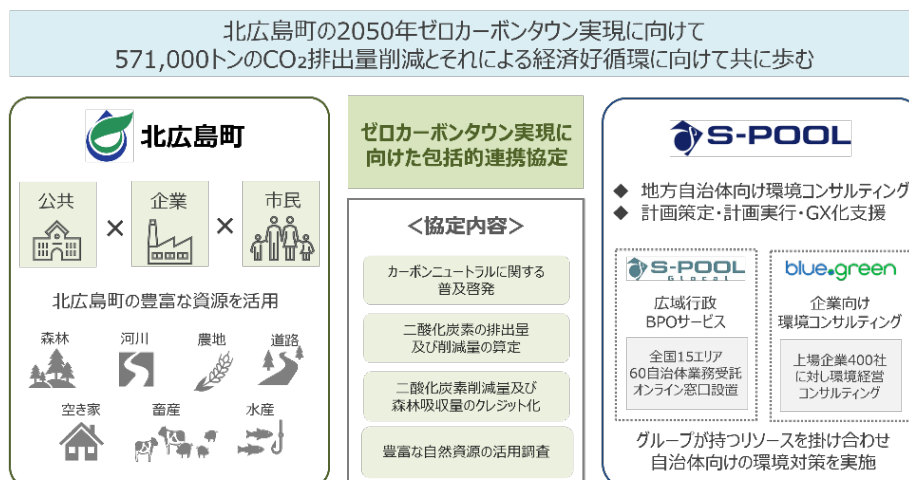 北広島町の2050年ゼロカーボンタウン実現に向けて
571,000トンのCO₂排出量削減とそれによる経済好循環に向けて共に歩む
北広島町
公共
×
企業
×
市民
北広島町の豊富な資源を活用
森林
河川
農地
道路
空き家
畜産
水産
ゼロカーボンタウン実現に
向けた包括的連携協定
＜協定内容＞
カーボンニュートラルに関する
普及啓発
二酸化炭素の排出量
及び削減量の算定
二酸化炭素削減量及び
森林吸収量のクレジット化
豊富な自然資源の活用調査
S-POOL
◆ 地方自治体向け環境コンサルティング
◆ 計画策定・計画実行・GX化支援
S-POOL
Glocal
広域行政
BPOサービス
全国15エリア
60自治体業務受託
オンライン窓口設置
blue.green
企業向け
環境コンサルティング
上場企業400社
に対し環境経営
コンサルティング
グループが持つリソースを掛け合わせ
自治体向けの環境対策を実施